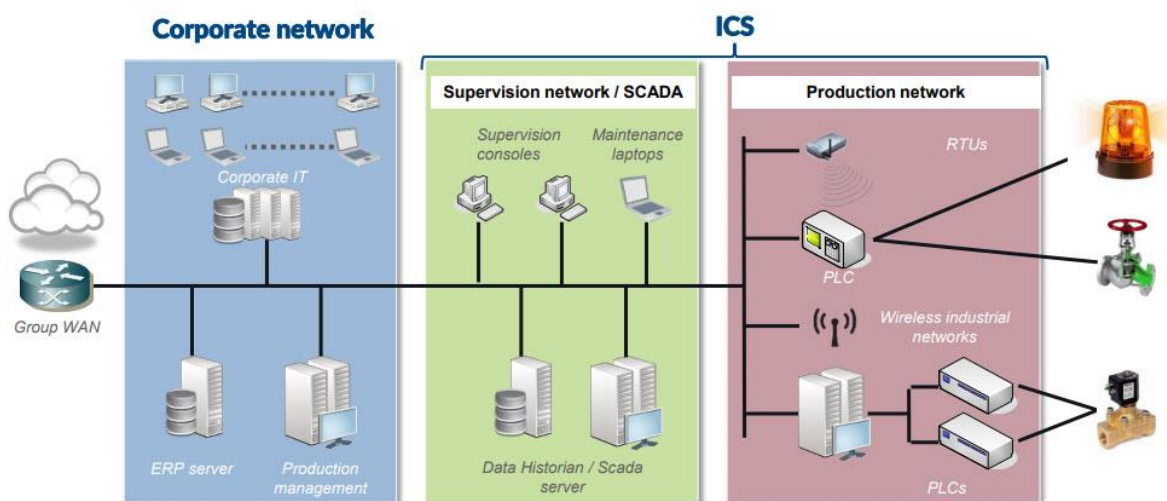 Corporate network
ICS
Supervision network / SCADA
Production network
Supervision
consoles
Maintenance
laptops
RTUs
Corporate IT
PLC
Group WAN
Wireless industrial
networks
ERP server
Production
management
Data Historian / Scada
server
PLCs